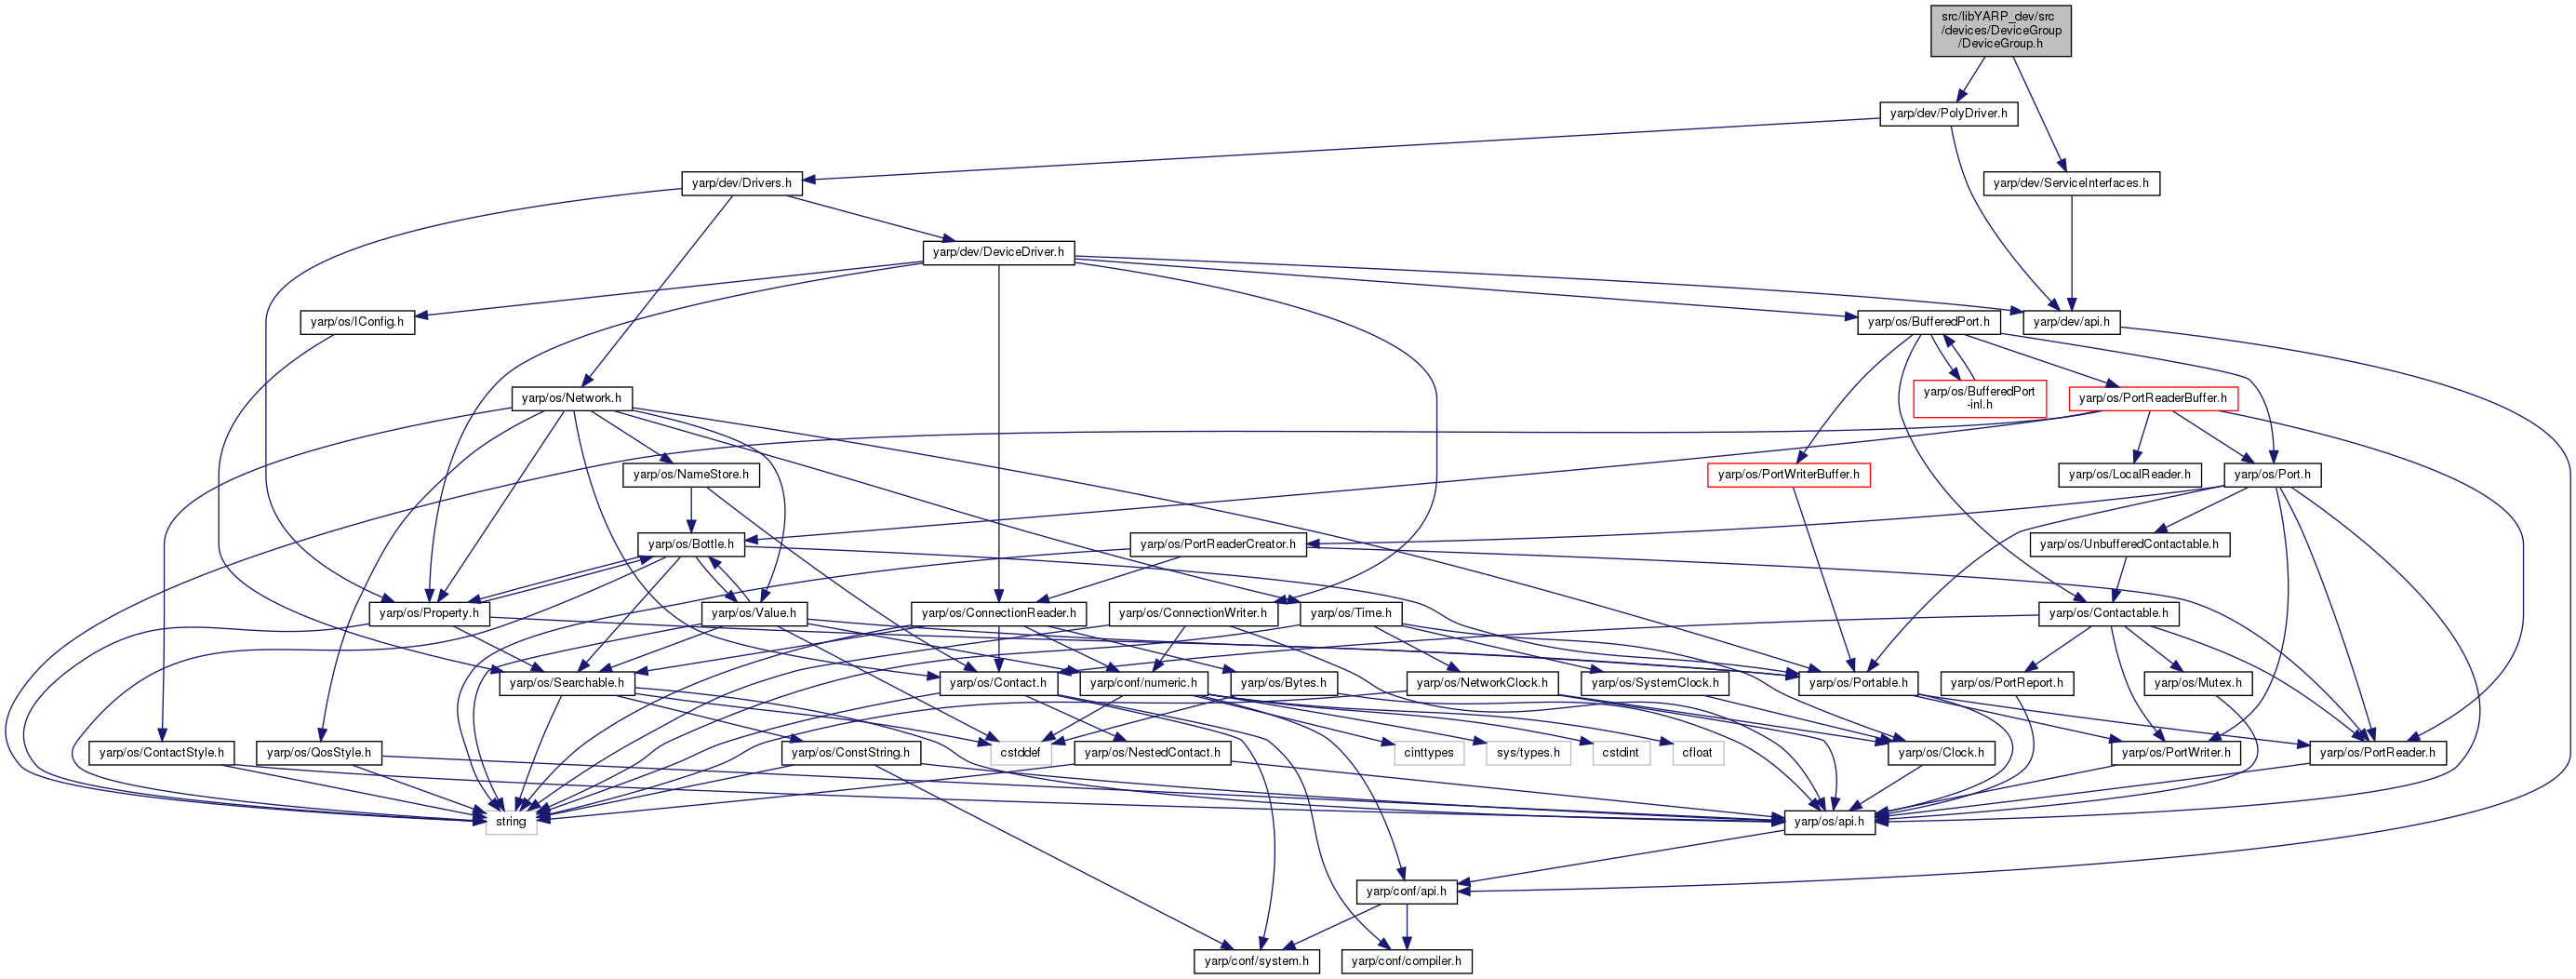 src/libYARP_dev/src
/devices/DeviceGroup
/DeviceGroup.h
yarp/dev/PolyDriver.h
yarp/dev/Drivers.h
yarp/dev/ServiceInterfaces.h
yarp/dev/DeviceDriver.h
yarp/os/IConfig.h
yarp/os/BufferedPort.h
yarp/dev/api.h
yarp/os/Network.h
yarp/os/BufferedPort
-inl.h
yarp/os/PortReaderBuffer.h
yarp/os/NameStore.h
yarp/os/PortWriterBuffer.h
yarp/os/LocalReader.h
yarp/os/Port.h
yarp/os/Bottle.h
yarp/os/PortReaderCreator.h
yarp/os/UnbufferedContactable.h
yarp/os/Property.h
yarp/os/Value.h
yarp/os/ConnectionReader.h
yarp/os/ConnectionWriter.h
yarp/os/Time.h
yarp/os/Contactable.h
yarp/os/Searchable.h
yarp/os/Contact.h
yarp/conf/numeric.h
yarp/os/Bytes.h
yarp/os/NetworkClock.h
yarp/os/SystemClock.h
yarp/os/Portable.h
yarp/os/PortReport.h
yarp/os/Mutex.h
yarp/os/ContactStyle.h
yarp/os/QosStyle.h
yarp/os/ConstString.h
cstddef
yarp/os/NestedContact.h
cinttypes
sys/types.h
cstdint
cfloat
yarp/os/Clock.h
yarp/os/PortWriter.h
yarp/os/PortReader.h
string
yarp/os/api.h
yarp/conf/api.h
yarp/conf/system.h
yarp/conf/compiler.h